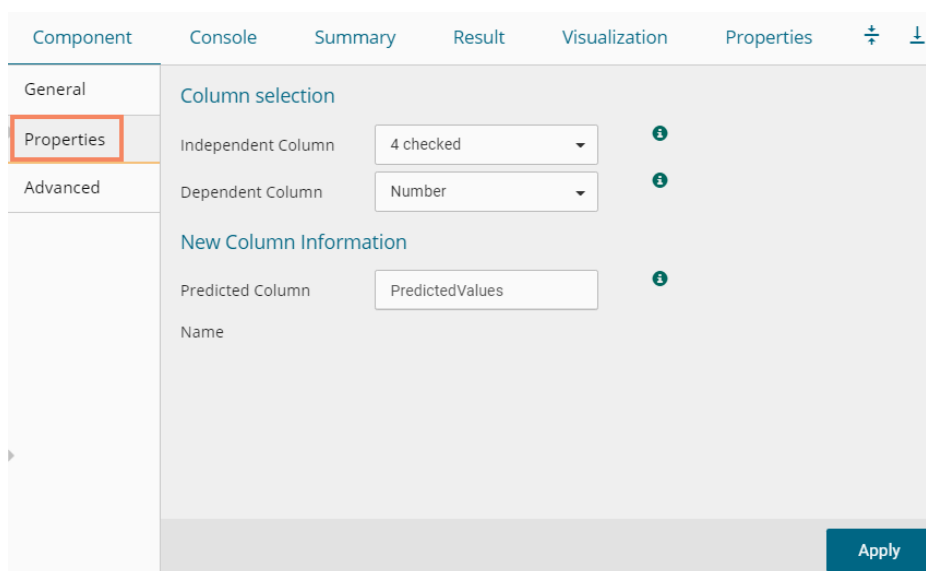 Component Console Summary Result Visualization Properties
General
Properties
Advanced
Column selection
Independent Column 4 checked
Dependent Column Number
New Column Information
Predicted Column PredictedValues
Name
Apply